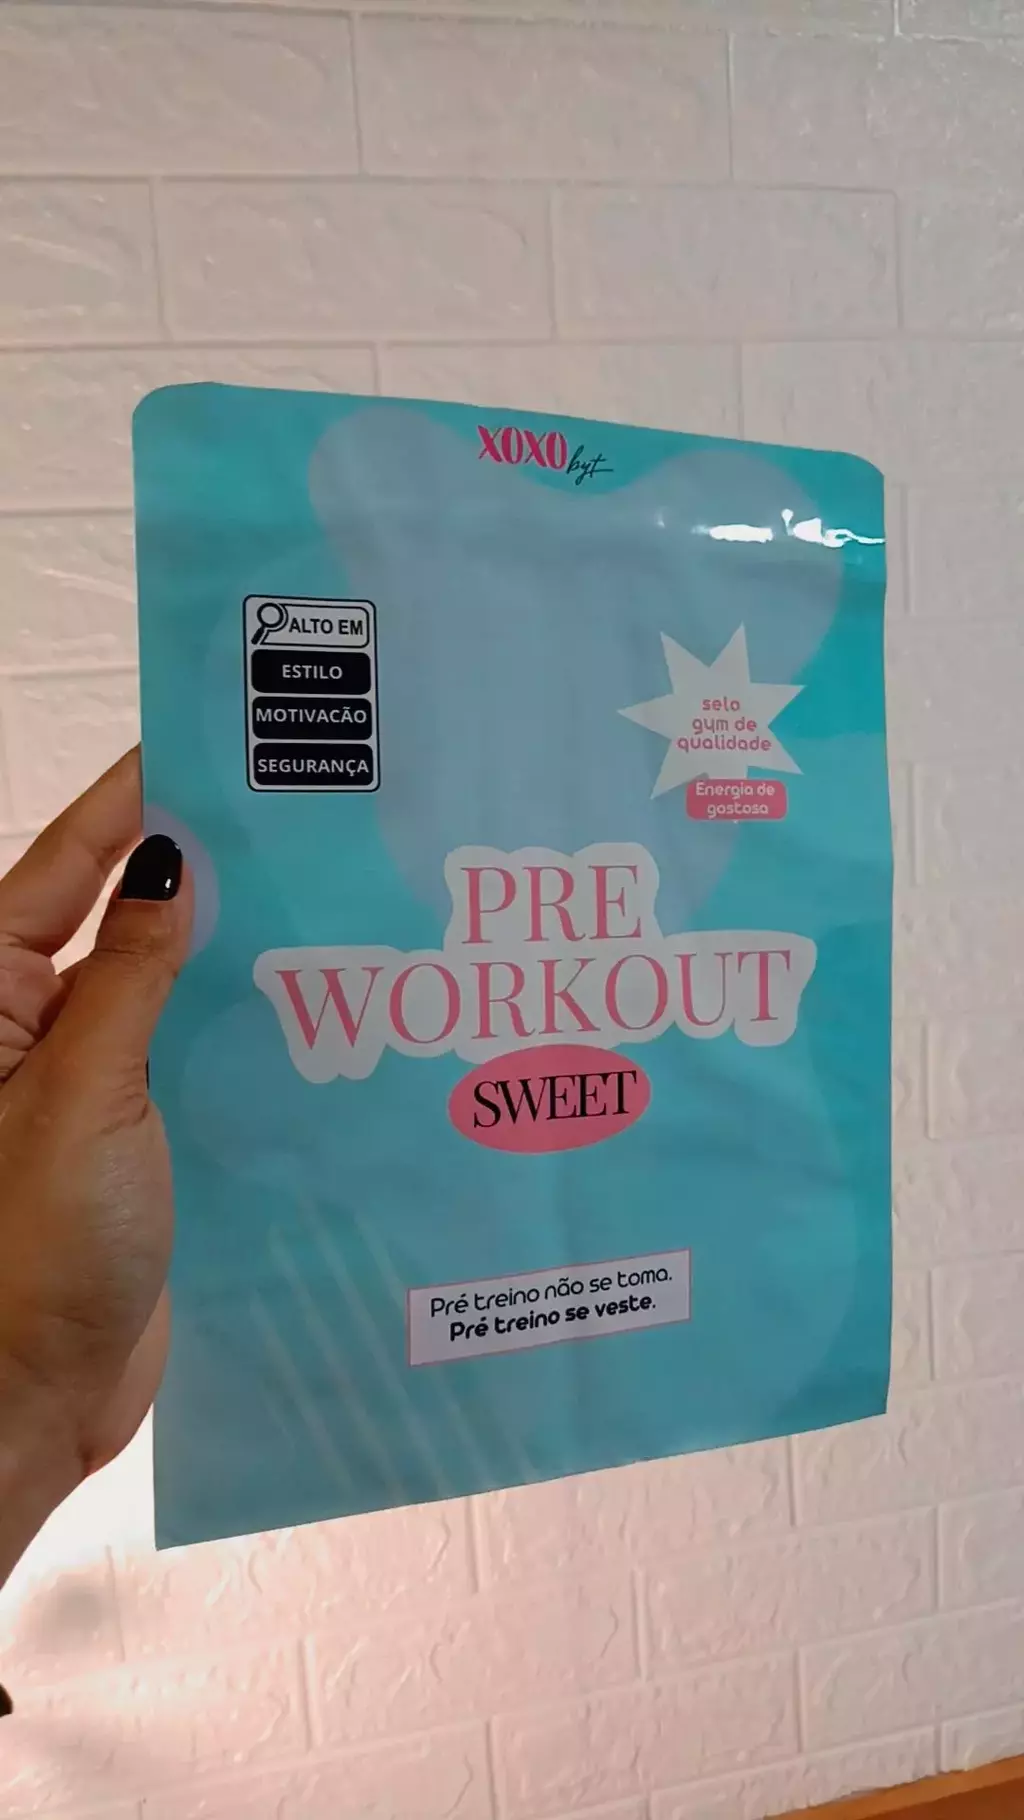 XOXO byt
ALTO EM
ESTILO
MOTIVACÃO
SEGURANÇA
selo
gym de
qualidade
Energia de
gostosa
PRE
WORKOUT
SWEET
Pré treino não se toma.
Pré treino se veste.